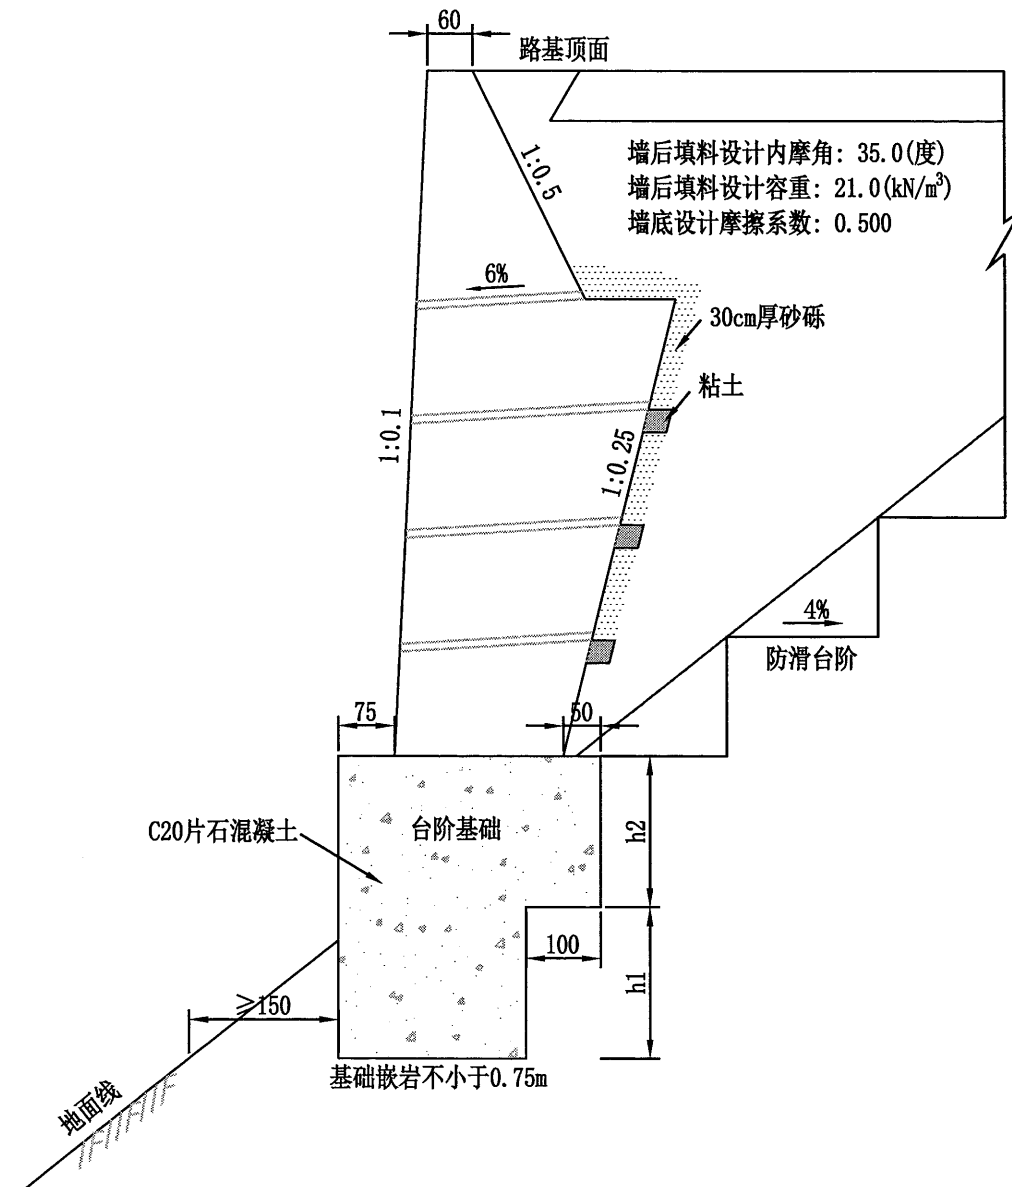 60
路基顶面
墙后填料设计内摩角: 35.0(度)
墙后填料设计容重: 21.0(kN/m³)
墙底设计摩擦系数: 0.500
1:0.5
6%
30cm厚砂砾
粘土
1:0.1
1:0.25
4%
防滑台阶
75
50
C20片石混凝土
台阶基础
h2
100
h1
≥150
基础嵌岩不小于0.75m
地面线